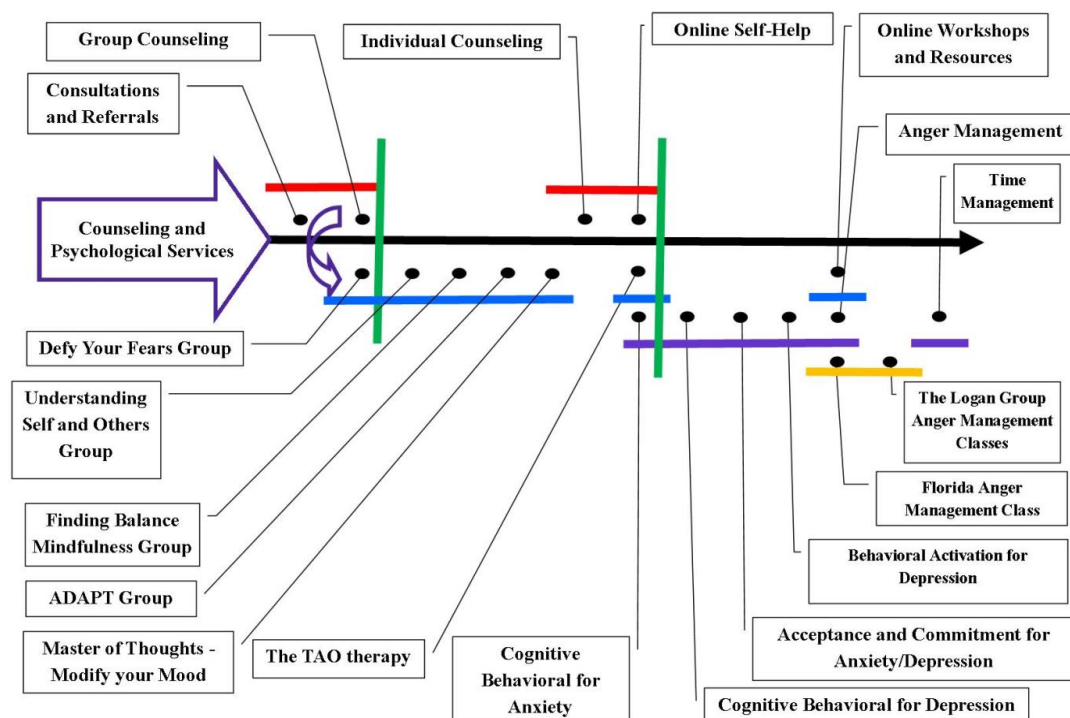 Group Counseling
Individual Counseling
Online Self-Help
Online Workshops
and Resources
Consultations
and Referrals
Anger Management
Time
Management
Counseling and
Psychological Services
Defy Your Fears Group
Understanding
Self and Others
Group
The Logan Group
Anger Management
Classes
Florida Anger
Management Class
Finding Balance
Mindfulness Group
Behavioral Activation for
Depression
ADAPT Group
Master of Thoughts -
Modify your Mood
The TAO therapy
Cognitive
Behavioral for
Anxiety
Acceptance and Commitment for
Anxiety/Depression
Cognitive Behavioral for Depression